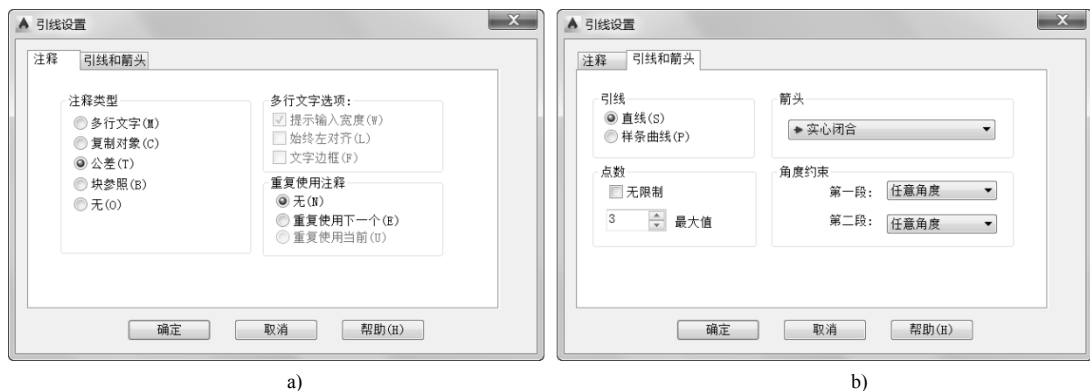 引线设置
X
注释
引线和箭头
注释类型
多行文字(M)
复制对象(C)
公差(T)
块参照(B)
无(O)
多行文字选项:
提示输入宽度(W)
始终左对齐(L)
文字边框(F)
重复使用注释
无(N)
重复使用下一个(E)
重复使用当前(U)
确定
取消
帮助(H)
a)
引线设置
X
注释
引线和箭头
引线
直线(S)
样条曲线(P)
箭头
实心闭合
点数
无限制
3
最大值
角度约束
第一段: 任意角度
第二段: 任意角度
确定
取消
帮助(H)
b)